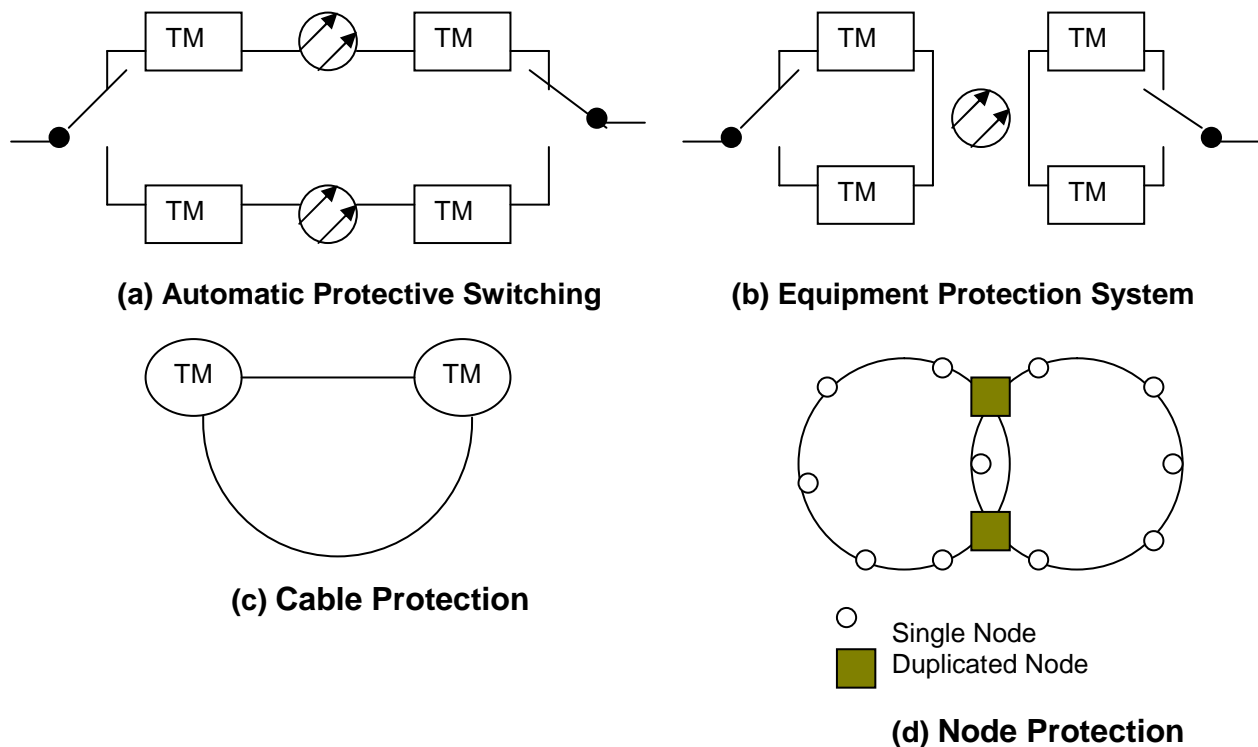 TM
TM
TM
TM
TM
TM
TM
TM
(a) Automatic Protective Switching
(b) Equipment Protection System
TM
TM
(c) Cable Protection
Single Node
Duplicated Node
(d) Node Protection